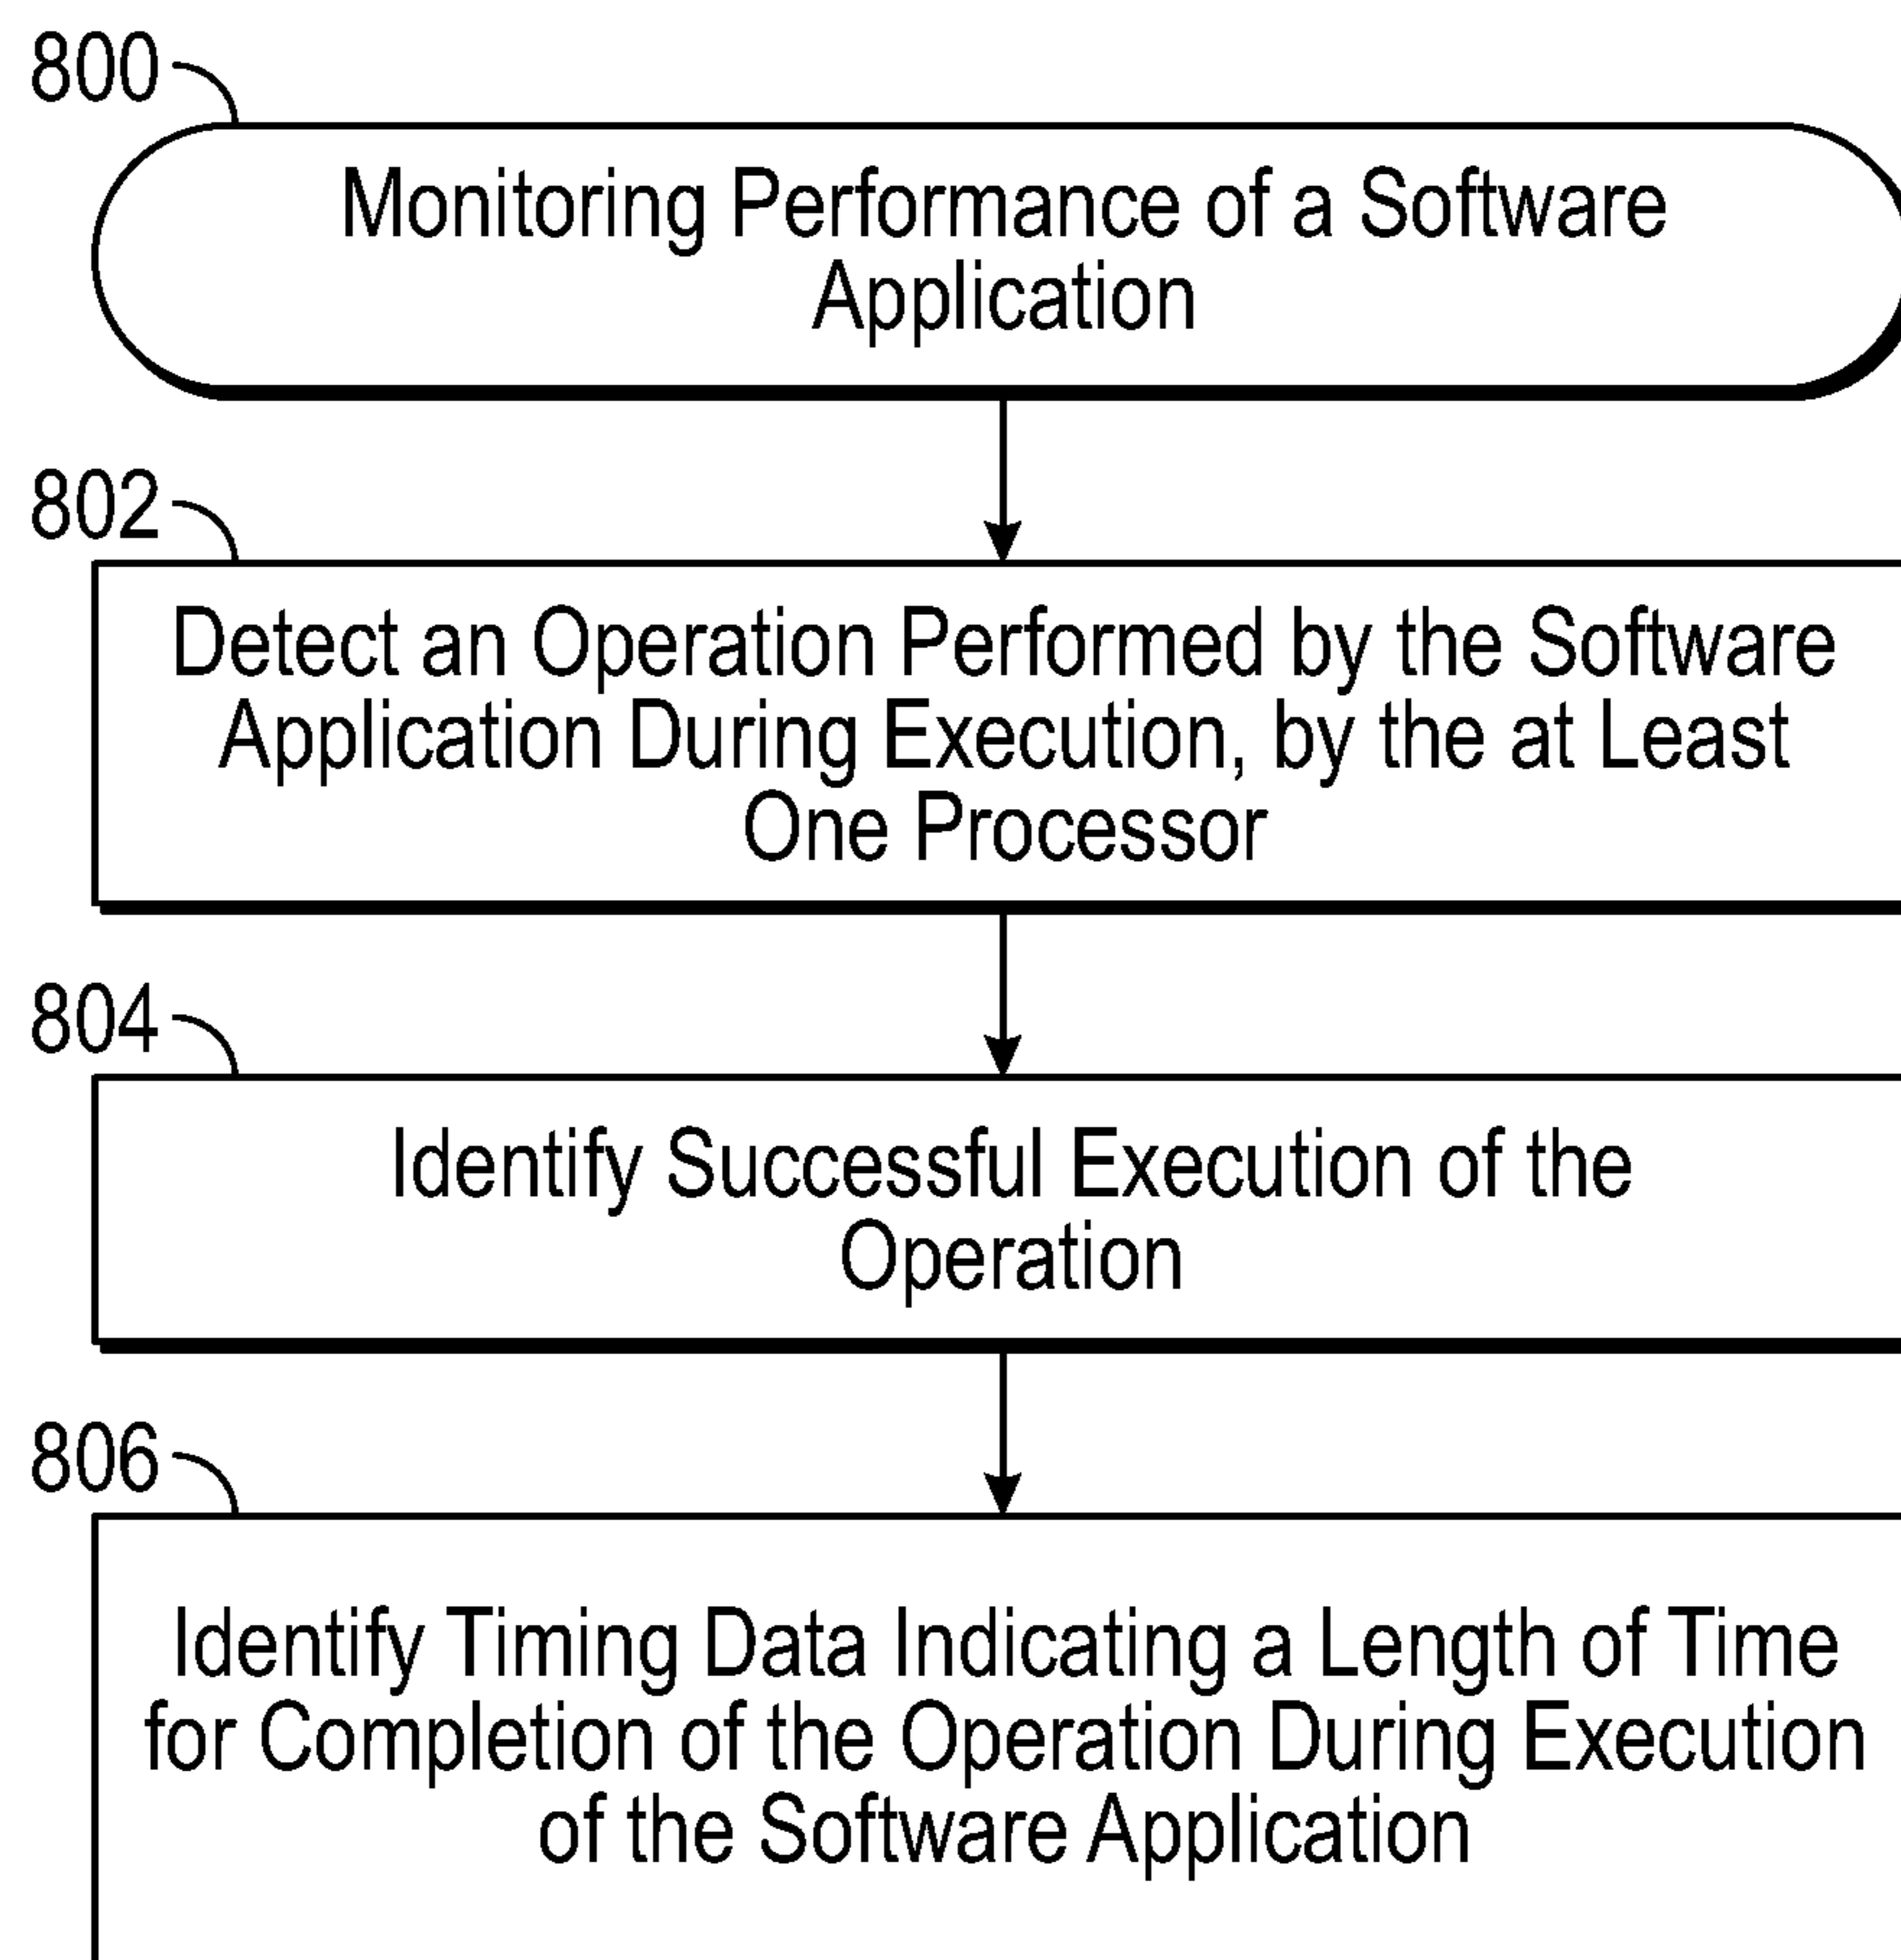 800
Monitoring Performance of a Software
Application
802
Detect an Operation Performed by the Software
Application During Execution, by the at Least
One Processor
804
Identify Successful Execution of the
Operation
806
Identify Timing Data Indicating a Length of Time
for Completion of the Operation During Execution
of the Software Application